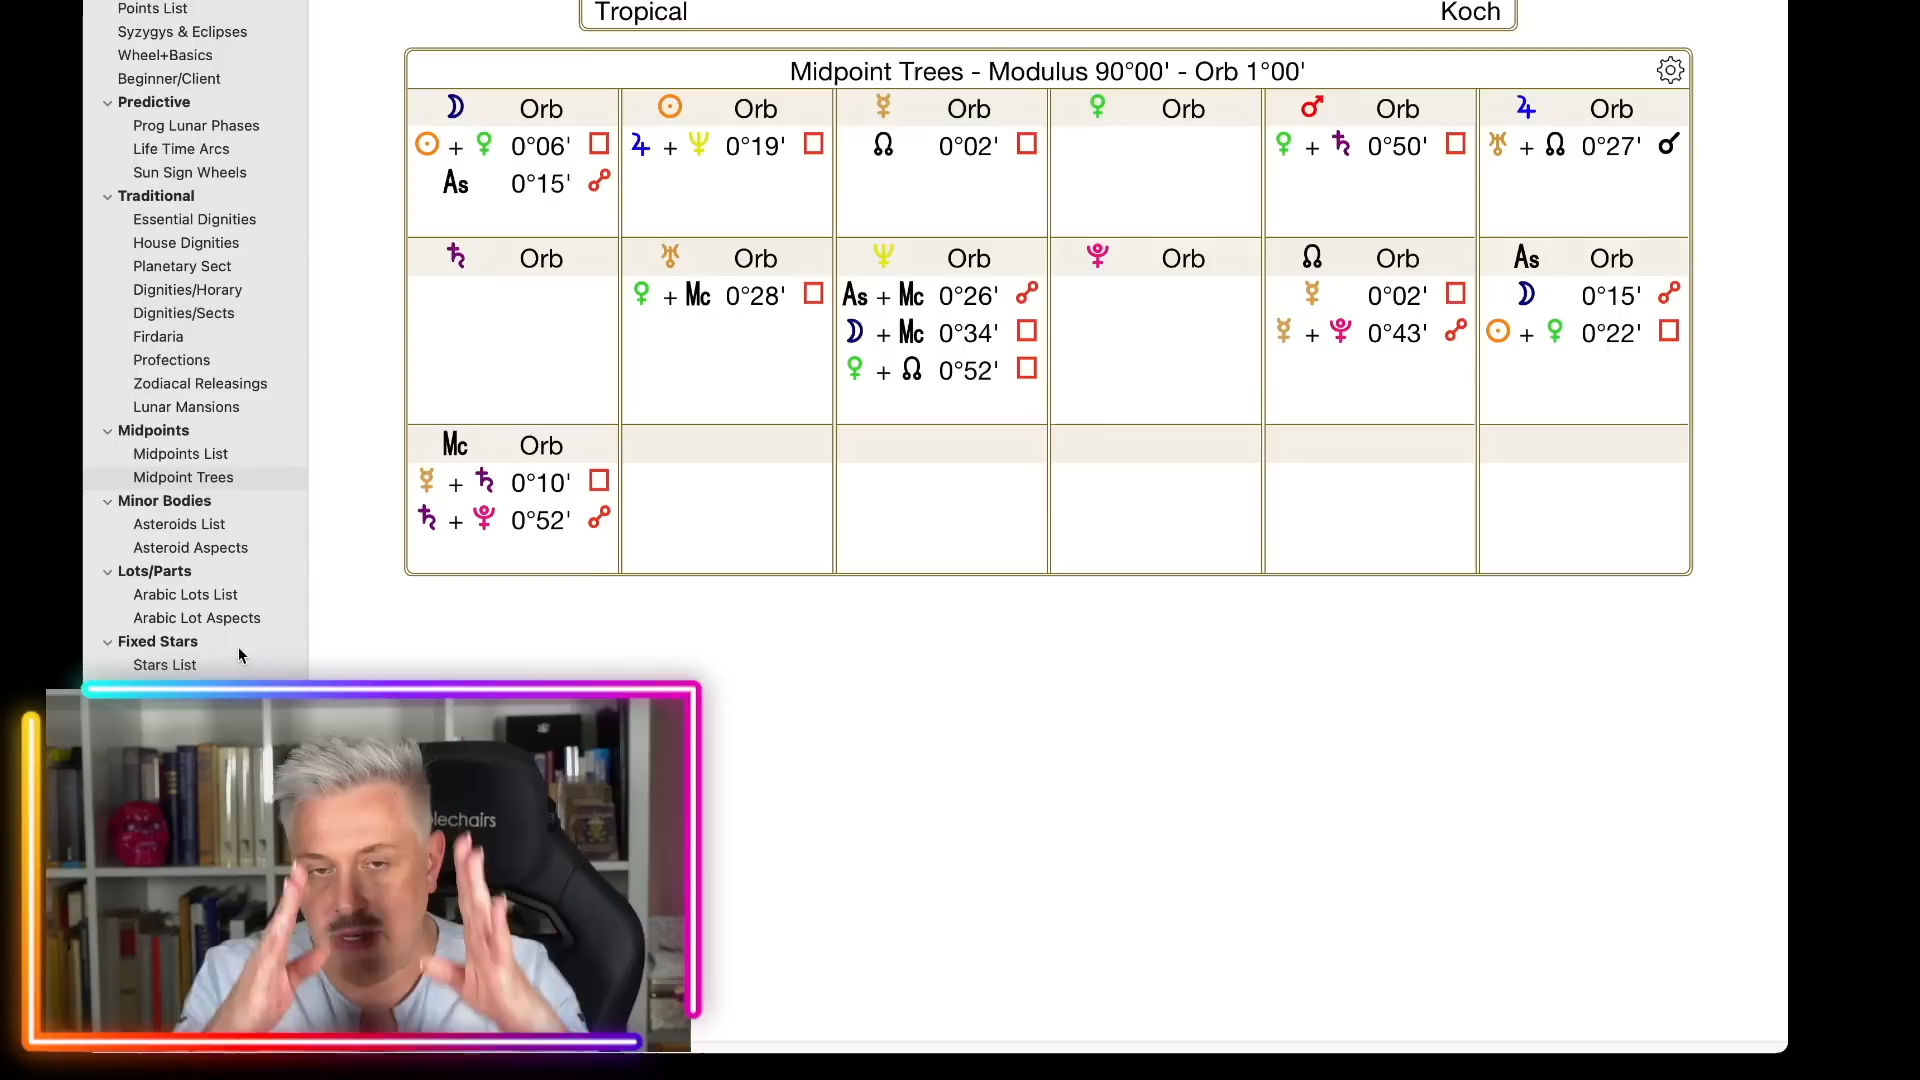 Points List
Syzygys & Eclipses
Wheel+Basics
Beginner/Client
Predictive
Prog Lunar Phases
Life Time Arcs
Sun Sign Wheels
Traditional
Essential Dignities
House Dignities
Planetary Sect
Dignities/Horary
Dignities/Sects
Firdaria
Profections
Zodiacal Releasings
Lunar Mansions
Midpoints
Midpoints List
Midpoint Trees
Minor Bodies
Asteroids List
Asteroid Aspects
Lots/Parts
Arabic Lots List
Arabic Lot Aspects
Fixed Stars
Stars List
Tropical Koch
Midpoint Trees - Modulus 90°00' - Orb 1°00'
☽ Orb ☉ Orb ☿ Orb ♀ Orb ♂ Orb ♃ Orb
☉ + ♀ 0°06' □ ♃ + ♆ 0°19' □ ☊ 0°02' □ ♀ + ♄ 0°50' □ ♅ + ☊ 0°27' ☌
As 0°15' ☍
♄ Orb ♅ Orb ♆ Orb ♇ Orb ☊ Orb As Orb
♀ + Mc 0°28' □ As + Mc 0°26' ☍ ☿ 0°02' □ ☽ 0°15' ☍
☽ + Mc 0°34' □ ☿ + ♇ 0°43' ☍ ☉ + ♀ 0°22' □
♀ + ☊ 0°52' □
Mc Orb
☿ + ♄ 0°10' □
♄ + ♇ 0°52' ☍
lechairs